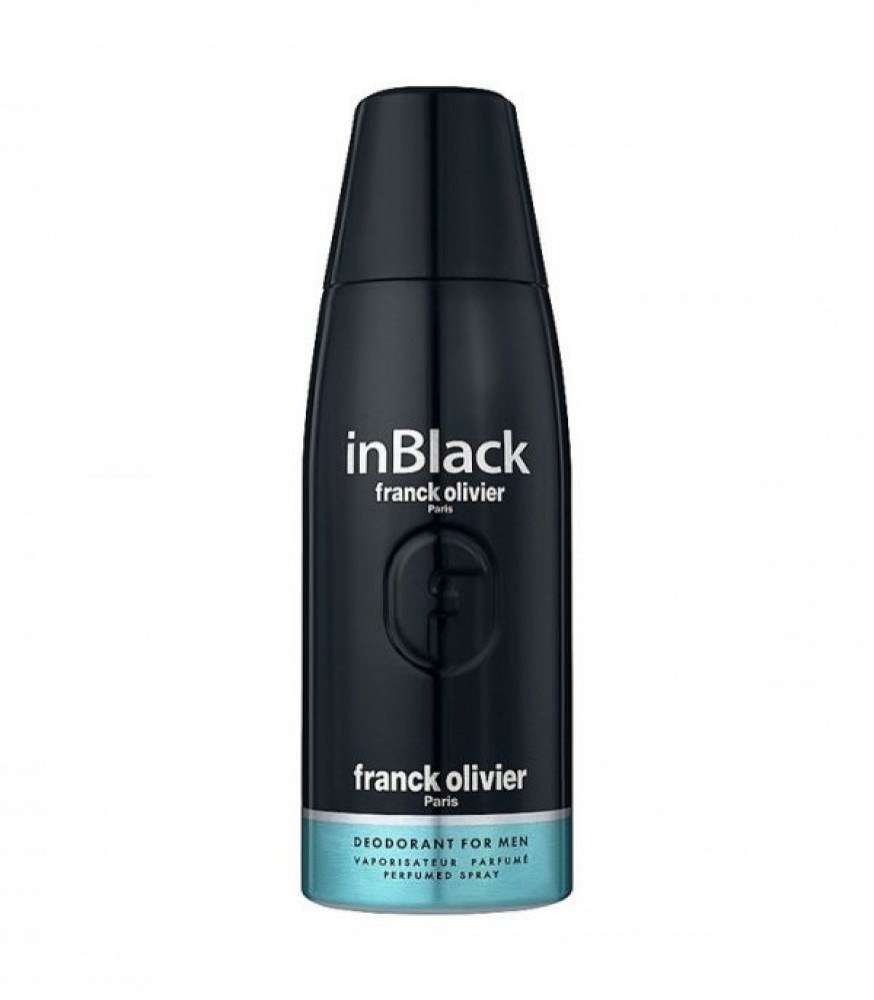 inBlack
franck olivier
Paris
franck olivier
Paris
DEODORANT FOR MEN
VAPORISATEUR PARFUMÉ
PERFUMED SPRAY